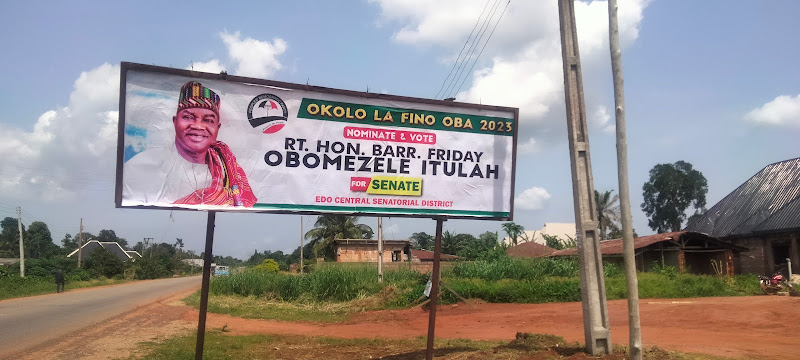 OKOLO LA FINO OBA 2023
NOMINATE & VOTE
RT. HON. BARR. FRIDAY
OBOMEZELE ITULAH
FOR SENATE
EDO CENTRAL SENATORIAL DISTRICT